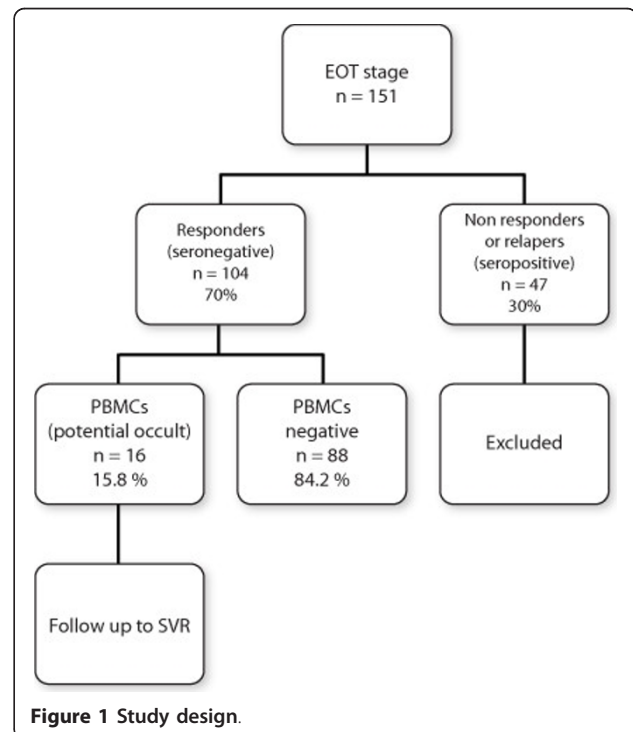 EOT stage
n = 151
Responders
(seronegative)
n = 104
70%
Non responders
or relapers
(seropositive)
n = 47
30%
PBMCs
(potential occult)
n = 16
15.8 %
PBMCs
negative
n = 88
84.2 %
Excluded
Follow up to SVR
Figure 1 Study design.